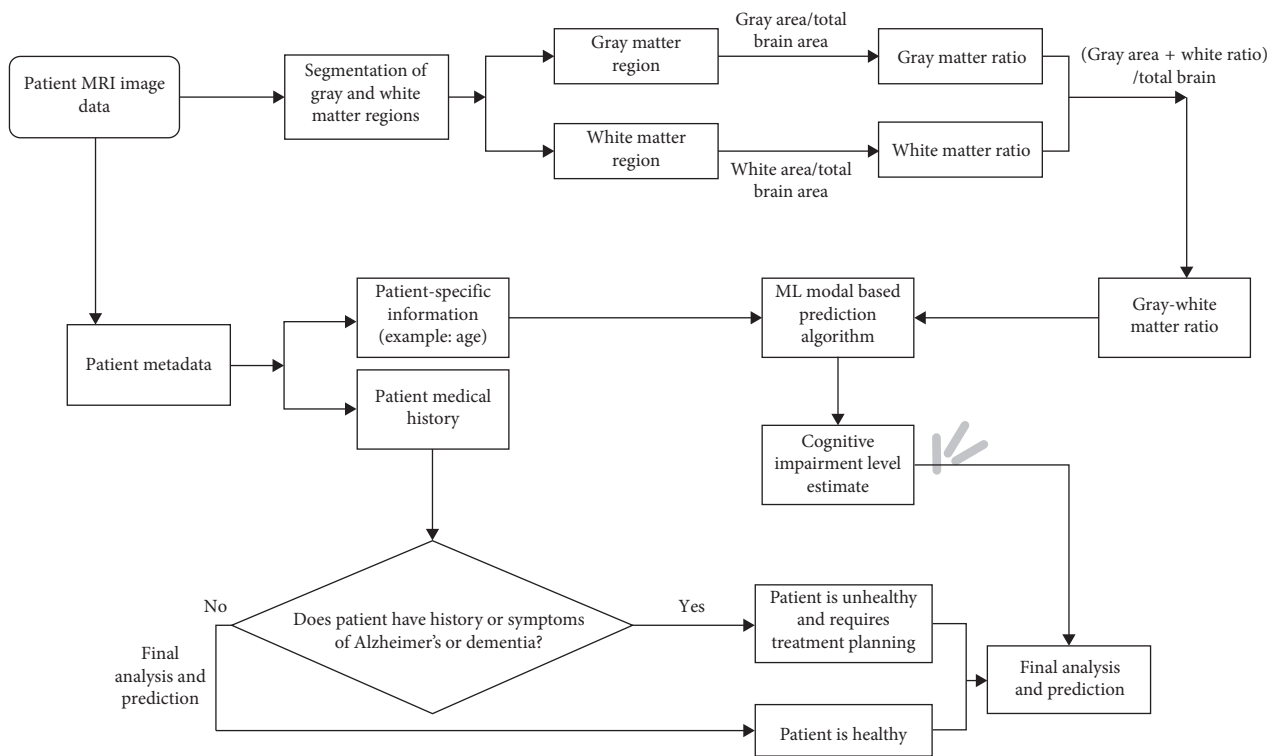 Gray area/total
brain area
Patient MRI image
data
Segmentation of
gray and white
matter regions
Gray matter
region
Gray matter ratio
(Gray area + white ratio)
/total brain
White matter
region
White area/total
brain area
White matter ratio
Patient metadata
Patient-specific
information
(example: age)
Patient medical
history
ML modal based
prediction
algorithm
Gray-white
matter ratio
Cognitive
impairment level
estimate
No
Does patient have history or symptoms
of Alzheimer's or dementia?
Yes
Final
analysis and
prediction
Patient is unhealthy
and requires
treatment planning
Patient is healthy
Final analysis
and prediction